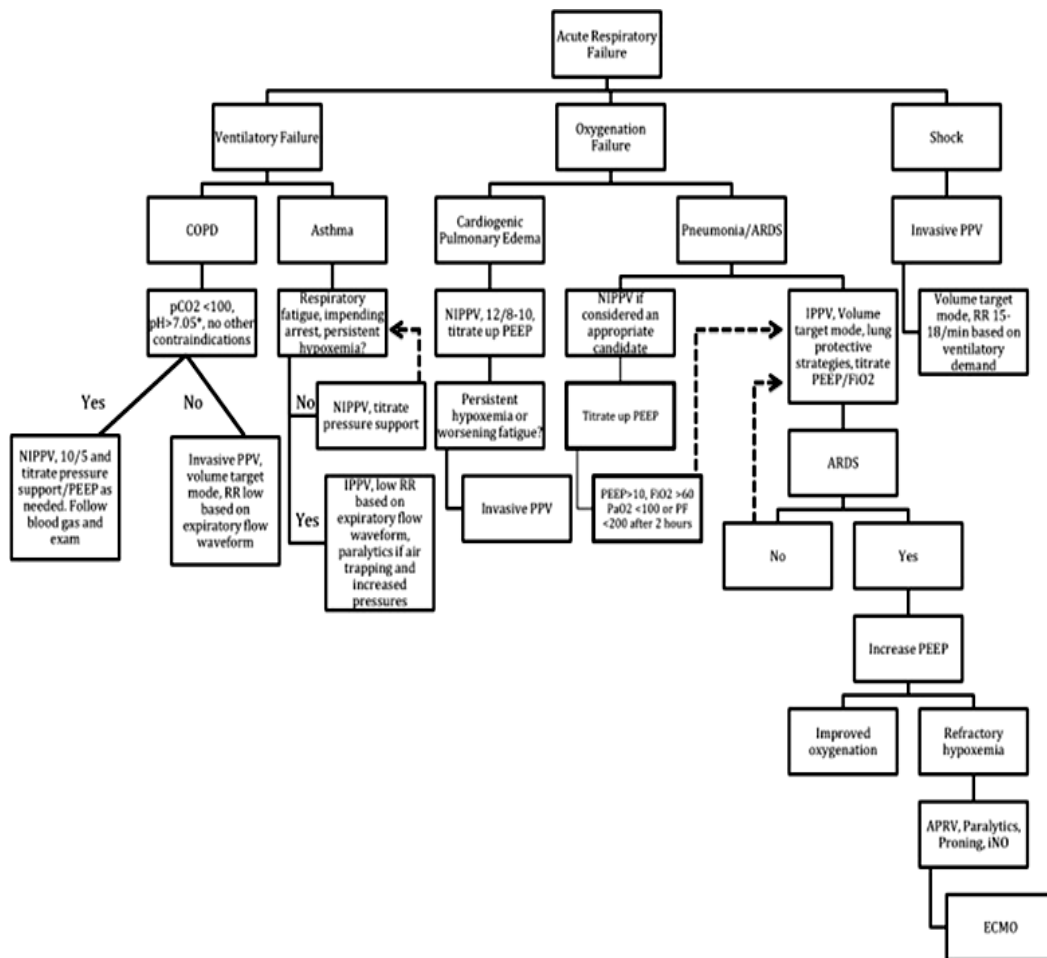 Acute Respiratory
Failure
Ventilatory Failure
Oxygenation
Failure
Shock
COPD
Asthma
Cardiogenic
Pulmonary Edema
Pneumonia/ARDS
Invasive PPV
pCO2 <100,
pH>7.05*, no other
contraindications
Respiratory
fatigue, impending
arrest, persistent
hypoxemia?
NIPPV, 12/8-10,
titrate up PEEP
NIPPV if
considered an
appropriate
candidate
IPPV, Volume
target mode, lung
protective
strategies, titrate
PEEP/FiO2
Volume target
mode, RR 15-
18/min based on
ventilatory
demand
Yes
No
No
NIPPV, titrate
pressure support
Persistent
hypoxemia or
worsening fatigue?
Titrate up PEEP
ARDS
NIPPV, 10/5 and
titrate pressure
support/PEEP as
needed. Follow
blood gas and
exam
Invasive PPV,
volume target
mode, RR low
based on
expiratory flow
waveform
Yes
IPPV, low RR
based on
expiratory flow
waveform,
paralytics if air
trapping and
increased
pressures
Invasive PPV
PEEP>10, FiO2 >60
PaO2 <100 or PF
<200 after 2 hours
No
Yes
Increase PEEP
Improved
oxygenation
Refractory
hypoxemia
APRV, Paralytics,
Proning, iNO
ECMO